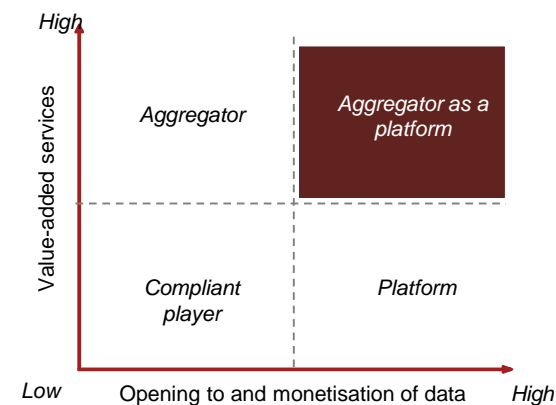 High
Value-added services
Aggregator
Aggregator as a
platform
Compliant
player
Platform
Low
Opening to and monetisation of data
High